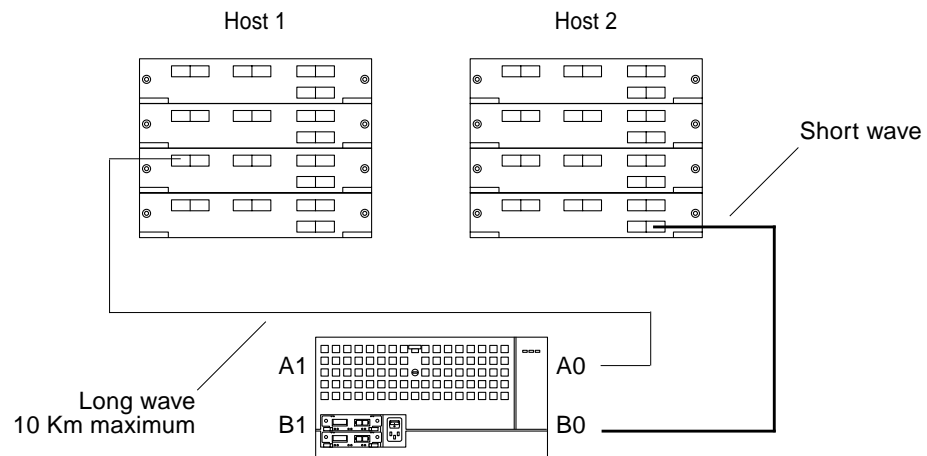 Host 1
Host 2
Short wave
A1
A0
Long wave
10 Km maximum
B1
B0